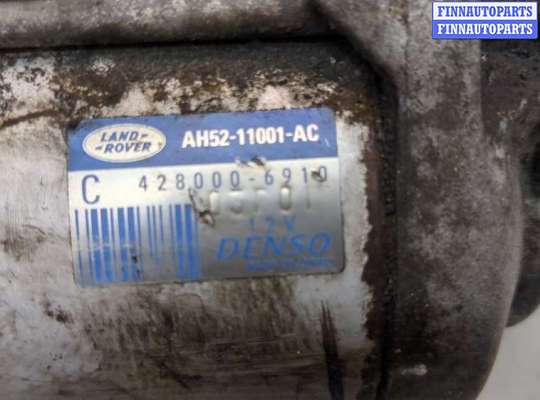 FINNAUTOPARTS
FINNAUTOPARTS
LAND-
-ROVER
AH52-11001-AC
C 428000-6910
12V
DENSO